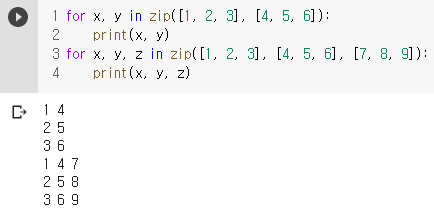 1 for x, y in zip([1, 2, 3], [4, 5, 6]):
2     print(x, y)
3 for x, y, z in zip([1, 2, 3], [4, 5, 6], [7, 8, 9]):
4     print(x, y, z)
1 4
2 5
3 6
1 4 7
2 5 8
3 6 9